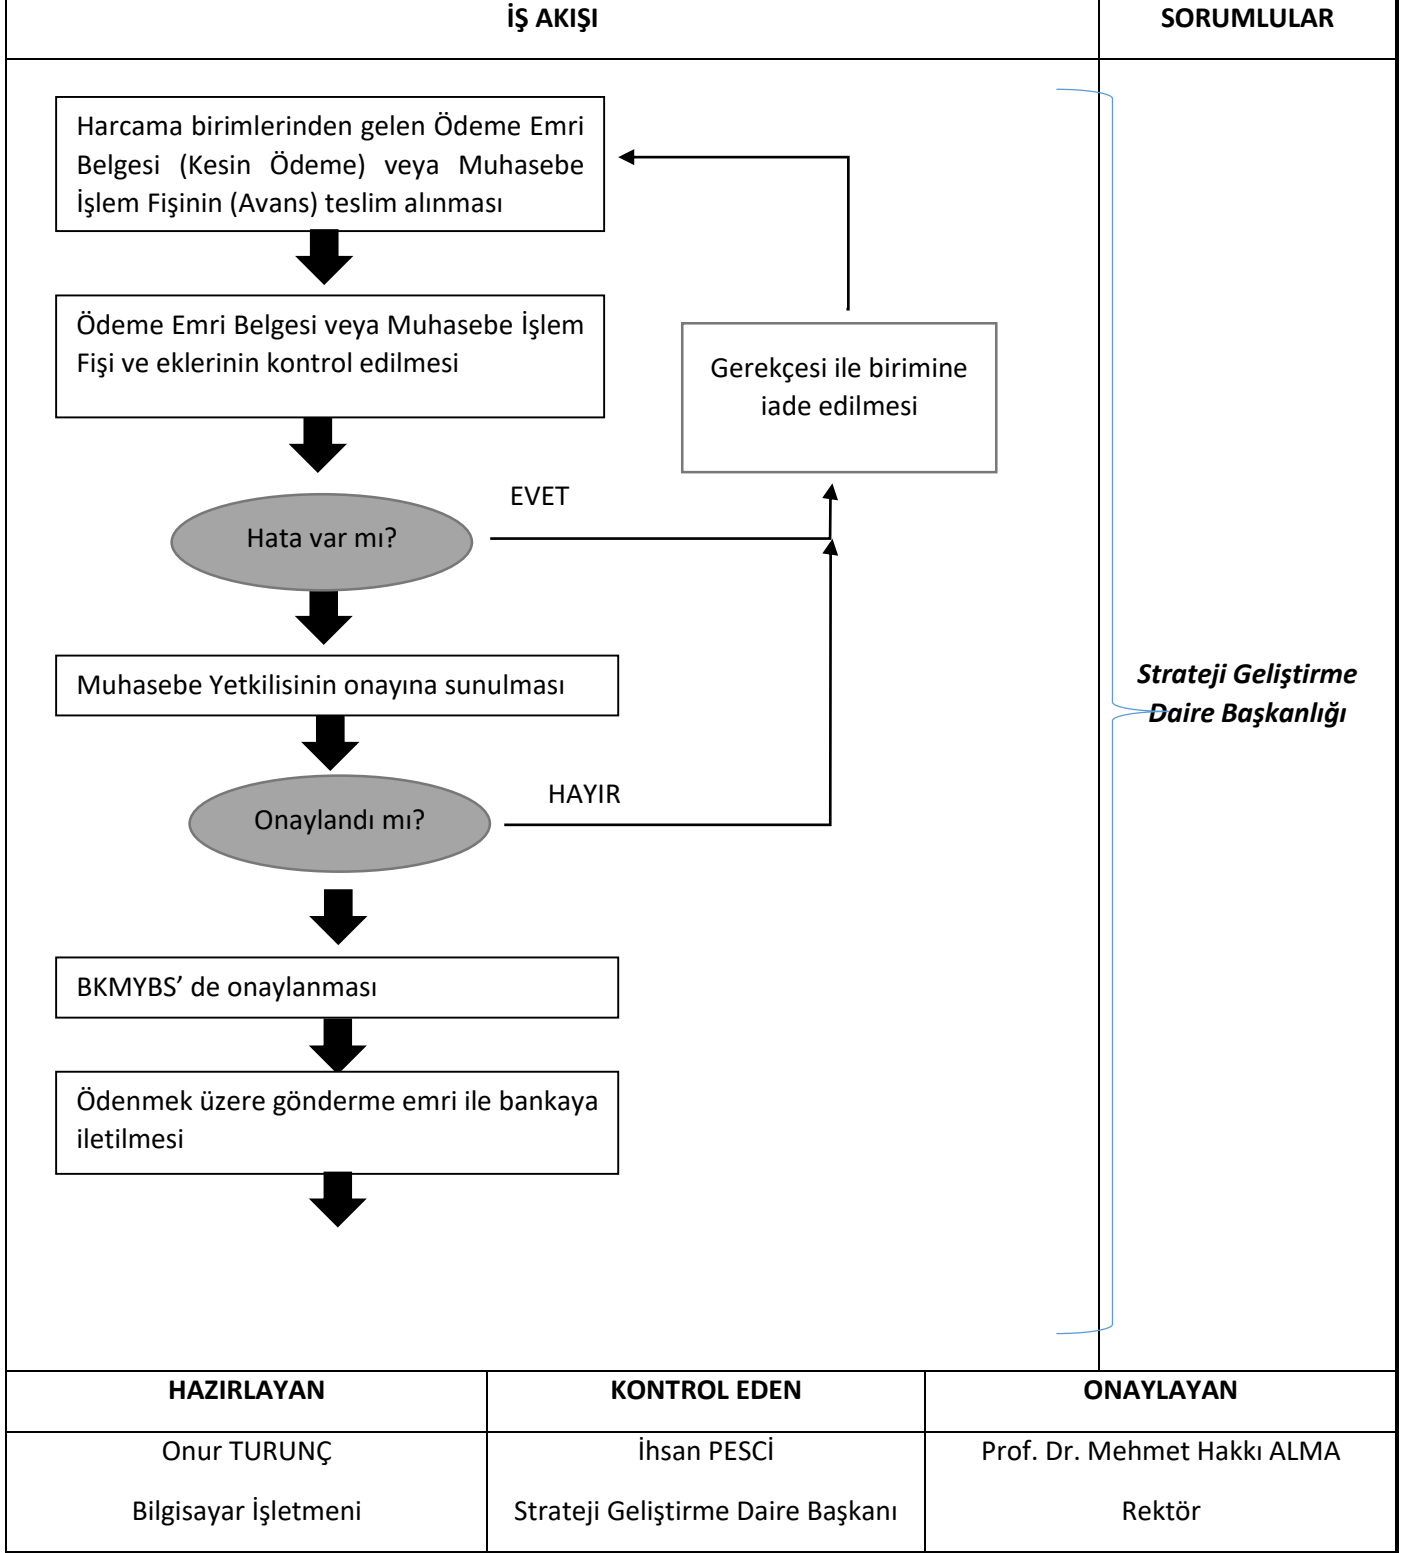 İŞ AKIŞI
SORUMLULAR
Harcama birimlerinden gelen Ödeme Emri
Belgesi (Kesin Ödeme) veya Muhasebe
İşlem Fişinin (Avans) teslim alınması
Ödeme Emri Belgesi veya Muhasebe İşlem
Fişi ve eklerinin kontrol edilmesi
Gerekçesi ile birimine
iade edilmesi
EVET
Hata var mı?
Muhasebe Yetkilisinin onayına sunulması
Strateji Geliştirme
Daire Başkanlığı
HAYIR
Onaylandı mı?
BKMYBS’ de onaylanması
Ödenmek üzere gönderme emri ile bankaya
iletilmesi
HAZIRLAYAN
KONTROL EDEN
ONAYLAYAN
Onur TURUNÇ
İhsan PESCİ
Prof. Dr. Mehmet Hakkı ALMA
Bilgisayar İşletmeni
Strateji Geliştirme Daire Başkanı
Rektör